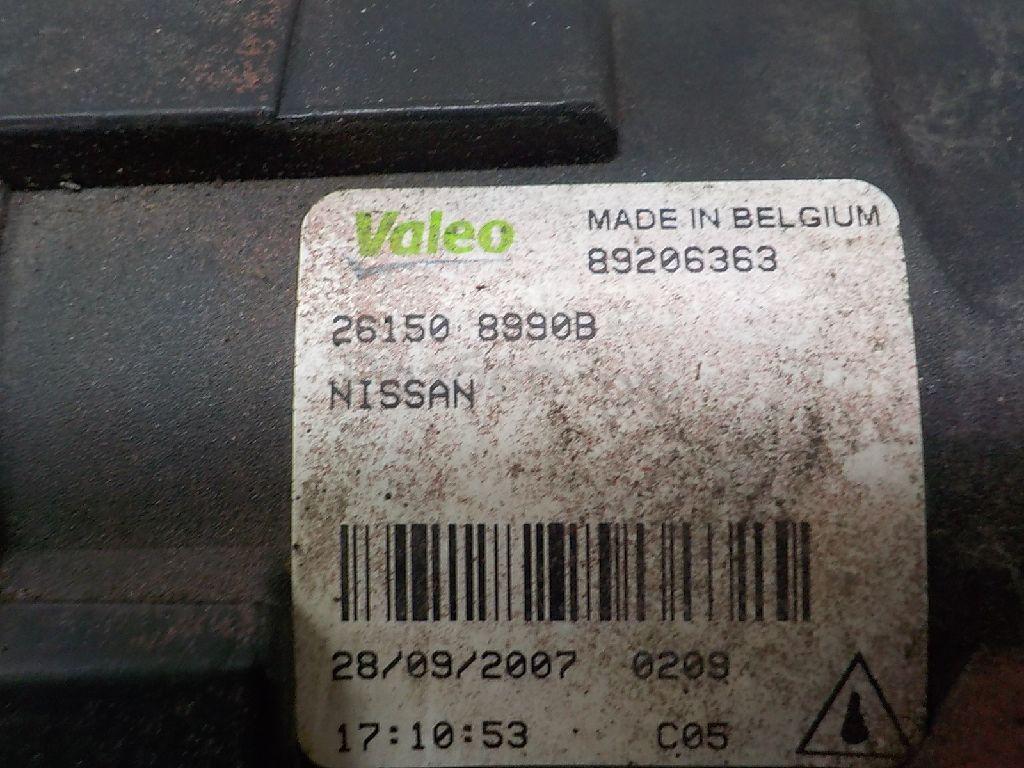 Valeo MADE IN BELGIUM
89206363
26150 8990B
NISSAN
28/09/2007 0209
17:10:53 C05